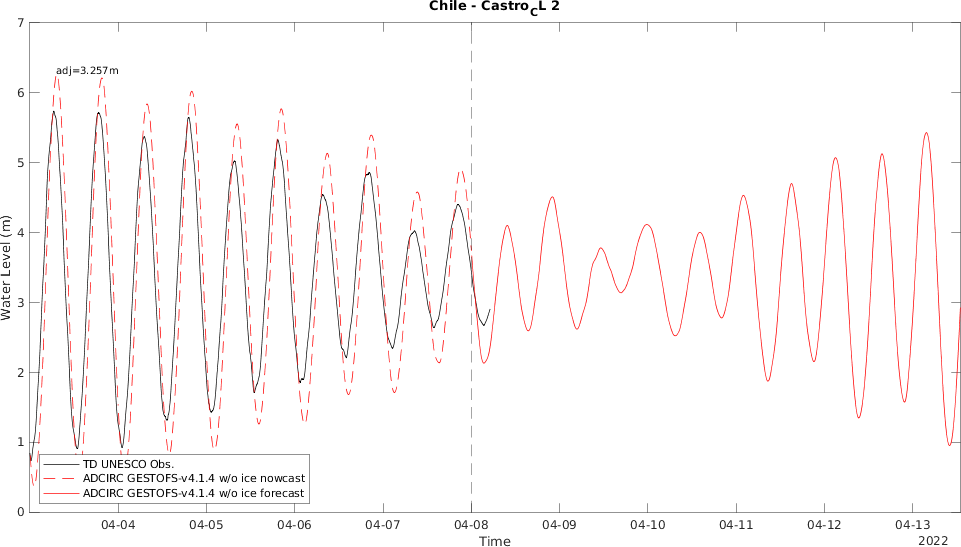 Chile - CastroCL 2
7
adj=3.257m
6
5
4
3
2
1
0
Water Level (m)
TD UNESCO Obs.
ADCIRC GESTOFS-v4.1.4 w/o ice nowcast
ADCIRC GESTOFS-v4.1.4 w/o ice forecast
04-04 04-05 04-06 04-07 04-08 04-09 04-10 04-11 04-12 04-13
Time
2022